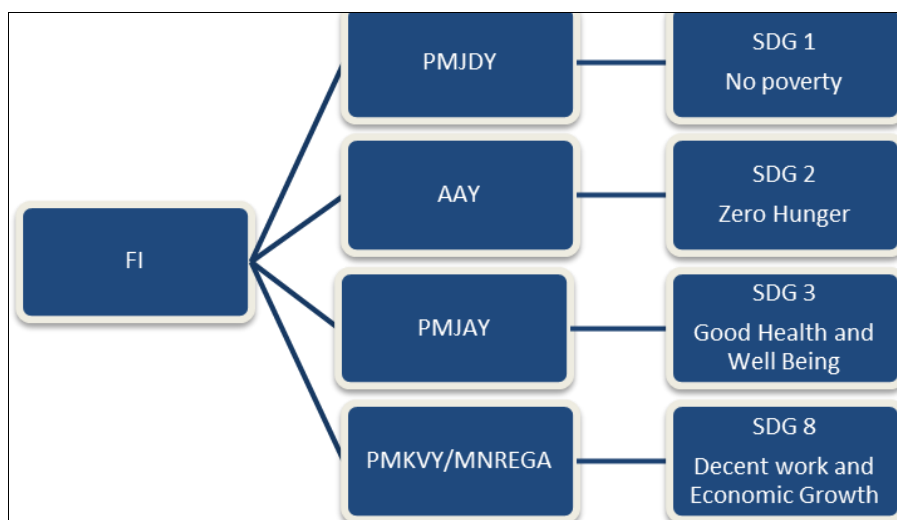 FI
PMJDY
SDG 1
No poverty
AAY
SDG 2
Zero Hunger
PMJAY
SDG 3
Good Health and
Well Being
PMKVY/MNREGA
SDG 8
Decent work and
Economic Growth